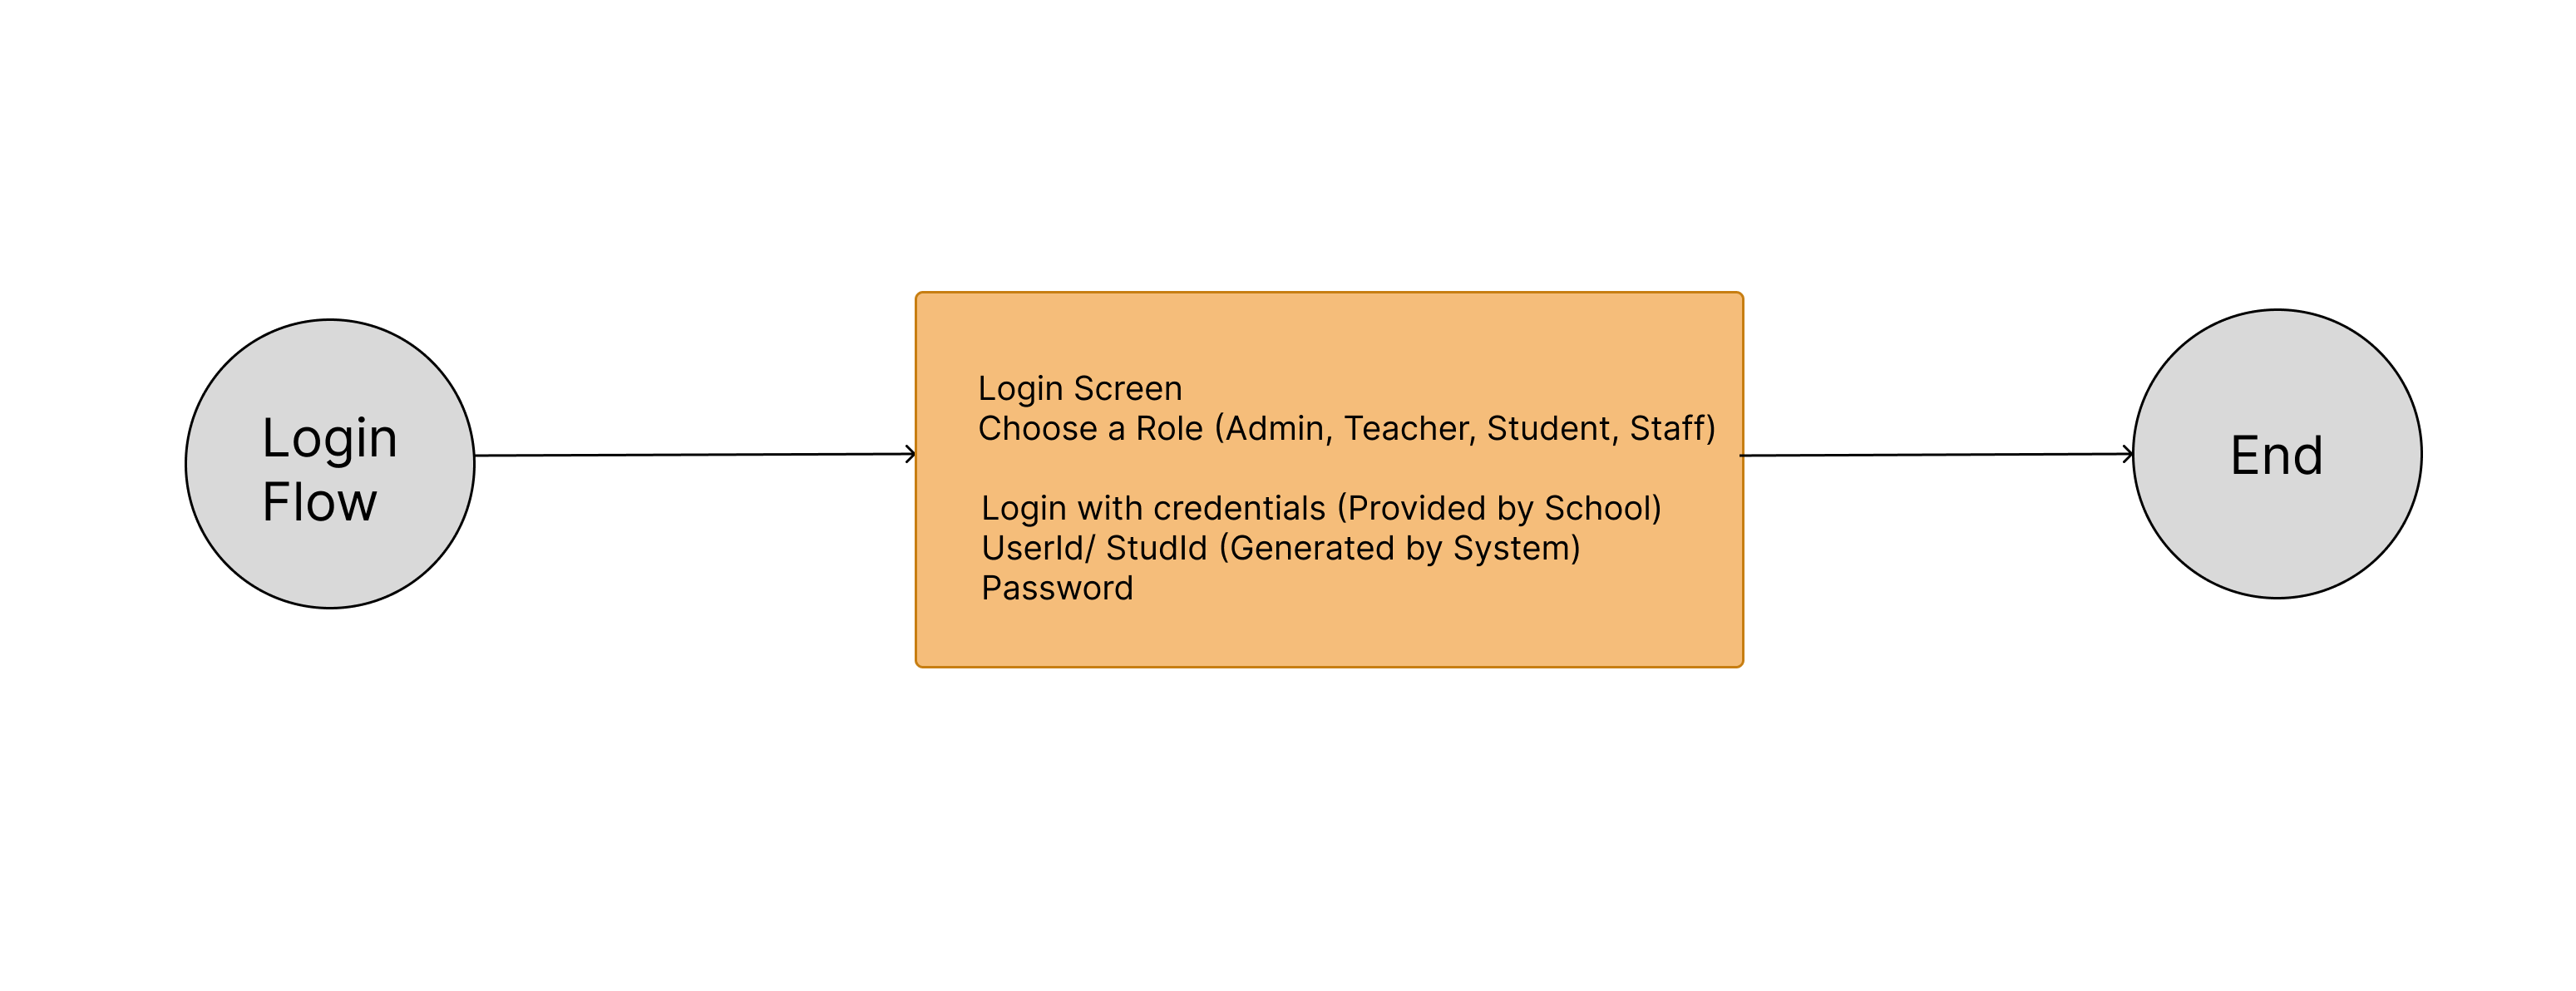 Login
Flow
Login Screen
Choose a Role (Admin, Teacher, Student, Staff)
Login with credentials (Provided by School)
UserId/ StudId (Generated by System)
Password
End